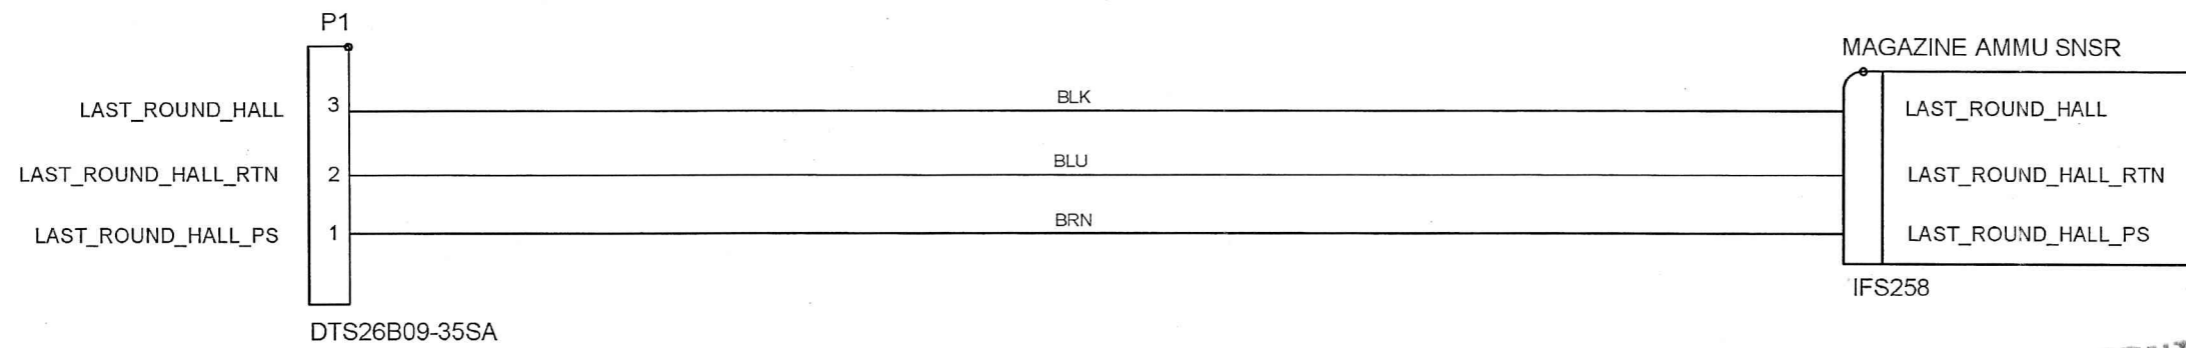 P1
MAGAZINE AMMU SNSR
LAST_ROUND_HALL 3 BLK LAST_ROUND_HALL
LAST_ROUND_HALL_RTN 2 BLU LAST_ROUND_HALL_RTN
LAST_ROUND_HALL_PS 1 BRN LAST_ROUND_HALL_PS
IFS258
DTS26B09-35SA